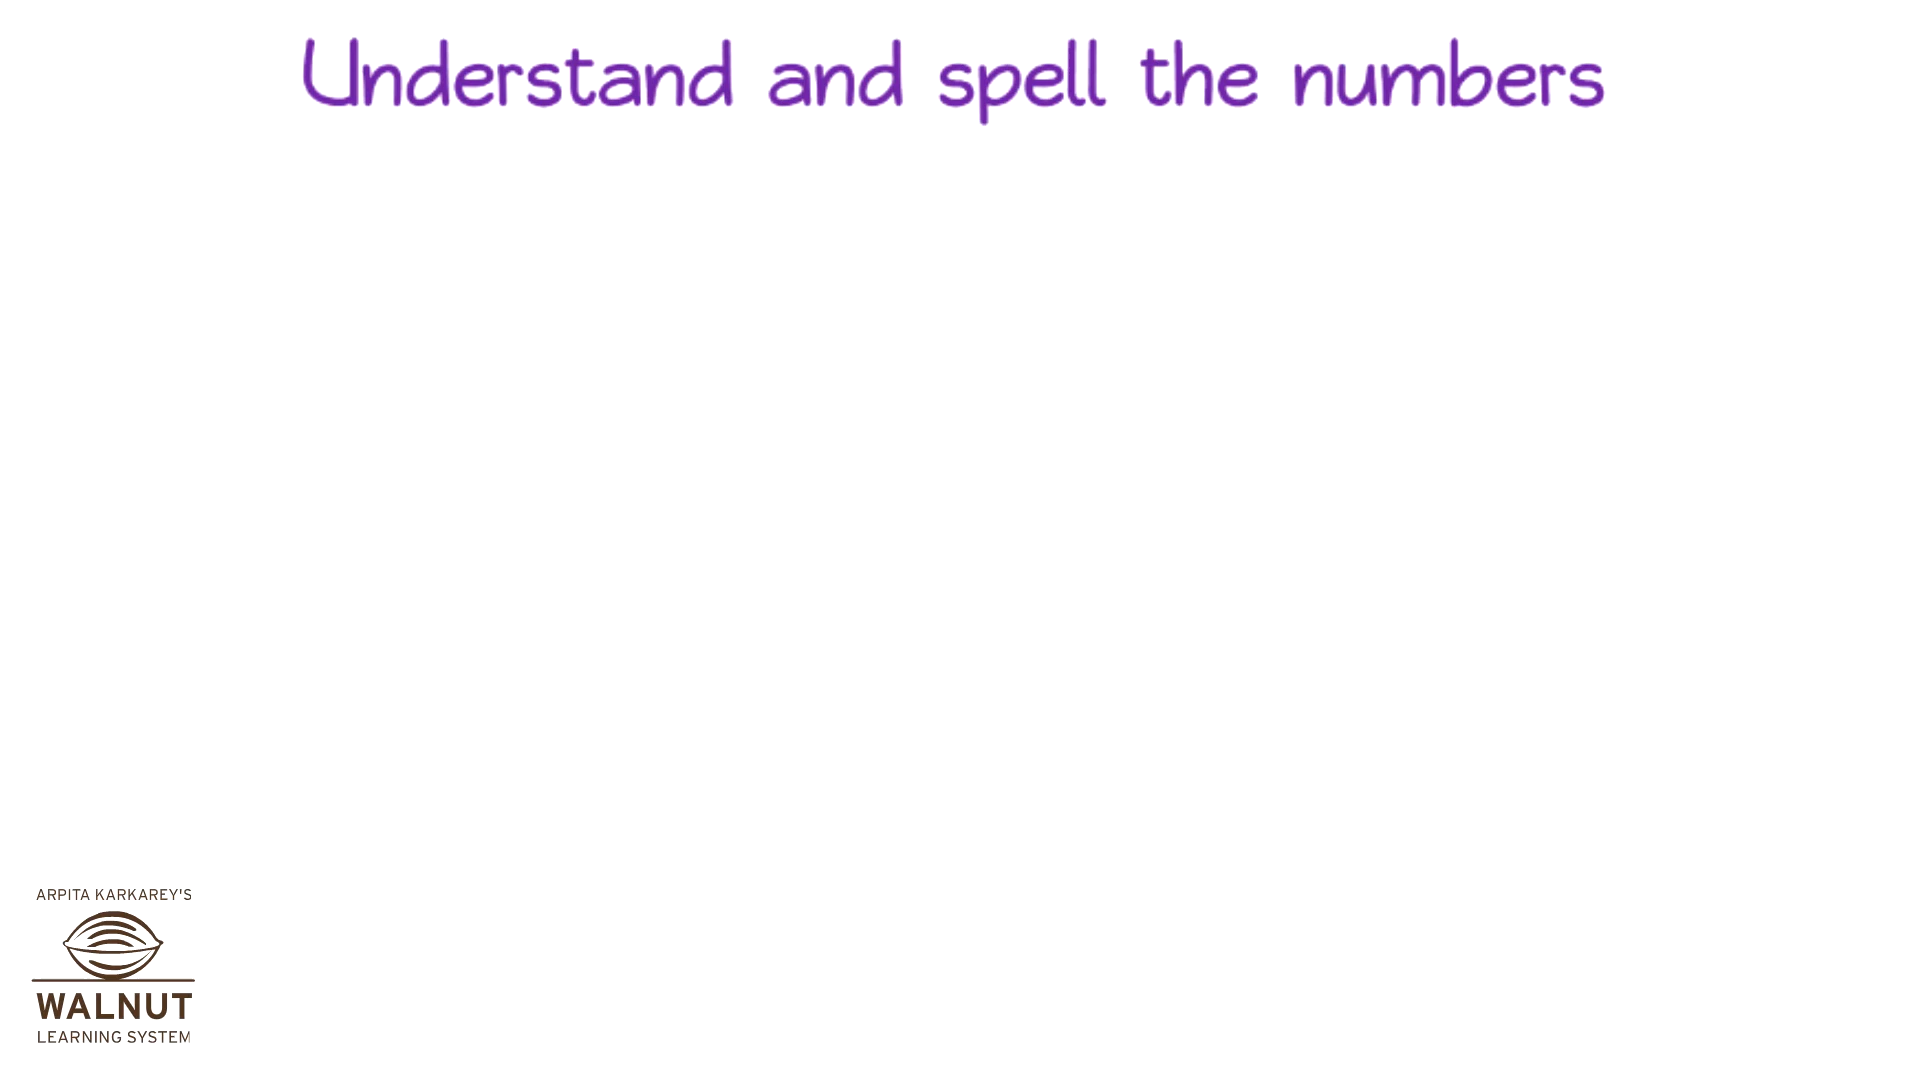 Understand and spell the numbers
ARPITA KARKAREY'S
WALNUT
LEARNING SYSTEM